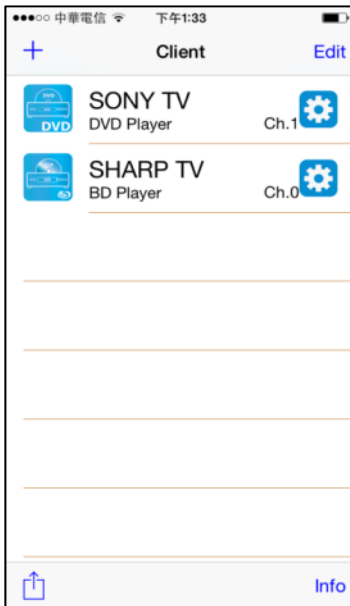 中華電信 下午1:33
+ Client Edit
SONY TV
DVD DVD Player Ch.1
SHARP TV
BD Player Ch.0
Info